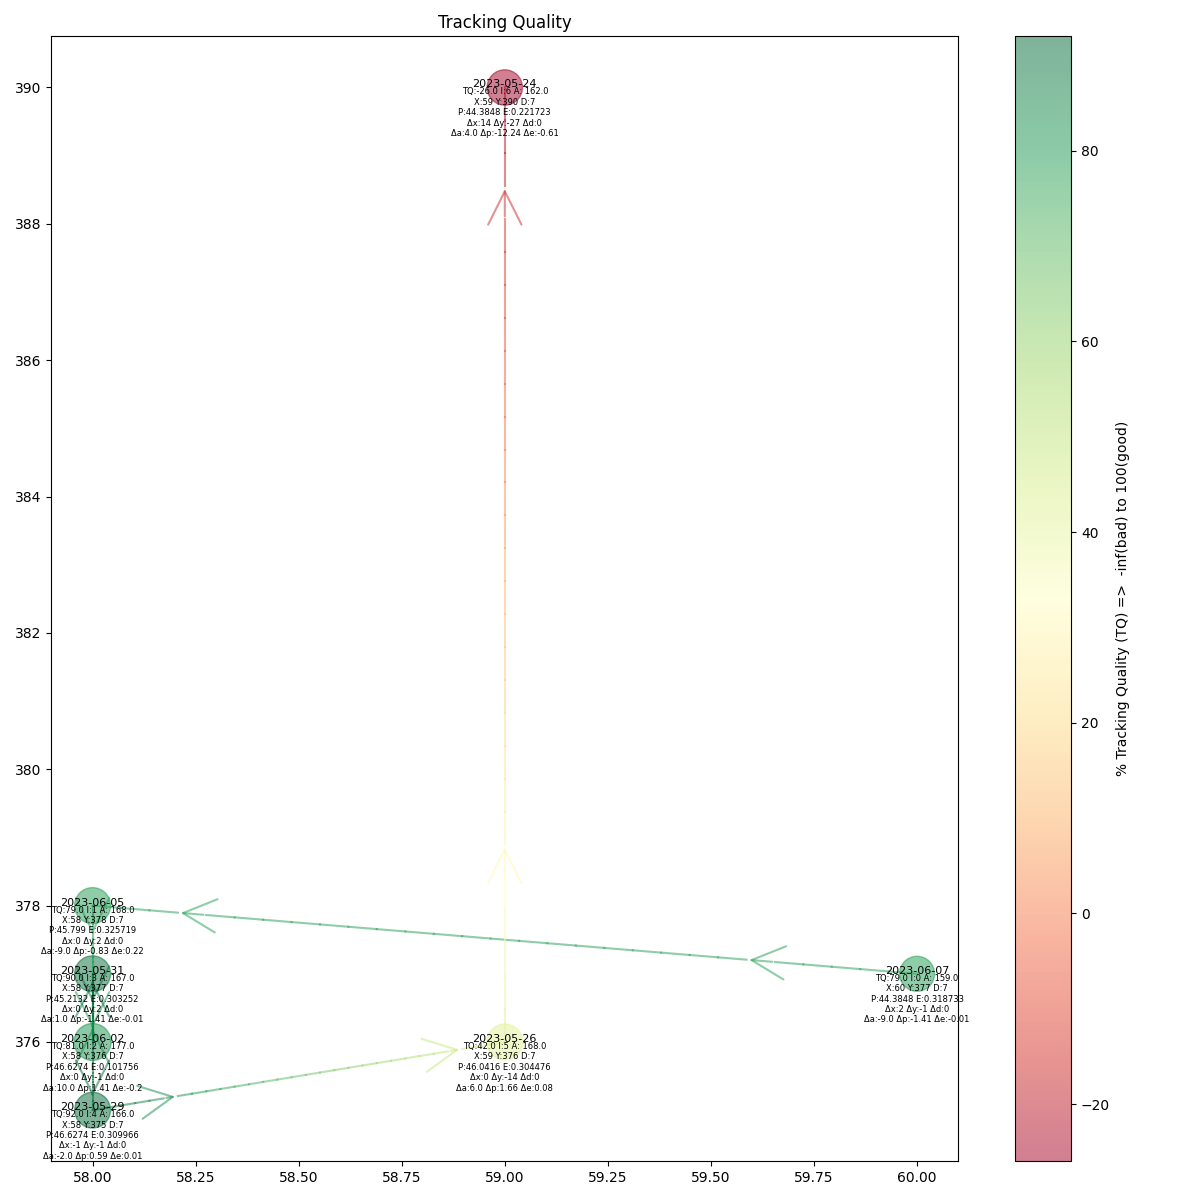 Tracking Quality
390
388
386
384
382
380
378
376
2023-05-24
TQ:-26.0 I:6 A: 162.0
X:59 Y:390 D:7
P:44.3848 E:0.221723
Δx:14 Δy:-27 Δd:0
Δa:4.0 Δp:-12.24 Δe:-0.61
2023-06-05
TQ:79.0 I:1 A: 168.0
X:58 Y:378 D:7
P:45.799 E:0.325719
Δx:0 Δy:2 Δd:0
Δa:-9.0 Δp:-0.83 Δe:0.22
2023-05-31
TQ:90.0 I:3 A: 167.0
X:58 Y:377 D:7
P:45.2132 E:0.303252
Δx:0 Δy:2 Δd:0
Δa:1.0 Δp:-1.41 Δe:-0.01
2023-06-02
TQ:81.0 I:2 A: 177.0
X:58 Y:376 D:7
P:46.6274 E:0.101756
Δx:0 Δy:-1 Δd:0
Δa:10.0 Δp:1.41 Δe:-0.2
2023-05-29
TQ:92.0 I:4 A: 166.0
X:58 Y:375 D:7
P:46.6274 E:0.309966
Δx:-1 Δy:-1 Δd:0
Δa:-2.0 Δp:0.59 Δe:0.01
2023-05-26
TQ:42.0 I:5 A: 168.0
X:59 Y:376 D:7
P:46.0416 E:0.304476
Δx:0 Δy:-14 Δd:0
Δa:6.0 Δp:1.66 Δe:0.08
2023-06-07
TQ:79.0 I:0 A: 159.0
X:60 Y:377 D:7
P:44.3848 E:0.318733
Δx:2 Δy:-1 Δd:0
Δa:-9.0 Δp:-1.41 Δe:-0.01
58.00
58.25
58.50
58.75
59.00
59.25
59.50
59.75
60.00
80
60
40
20
0
−20
% Tracking Quality (TQ) =>  -inf(bad) to 100(good)